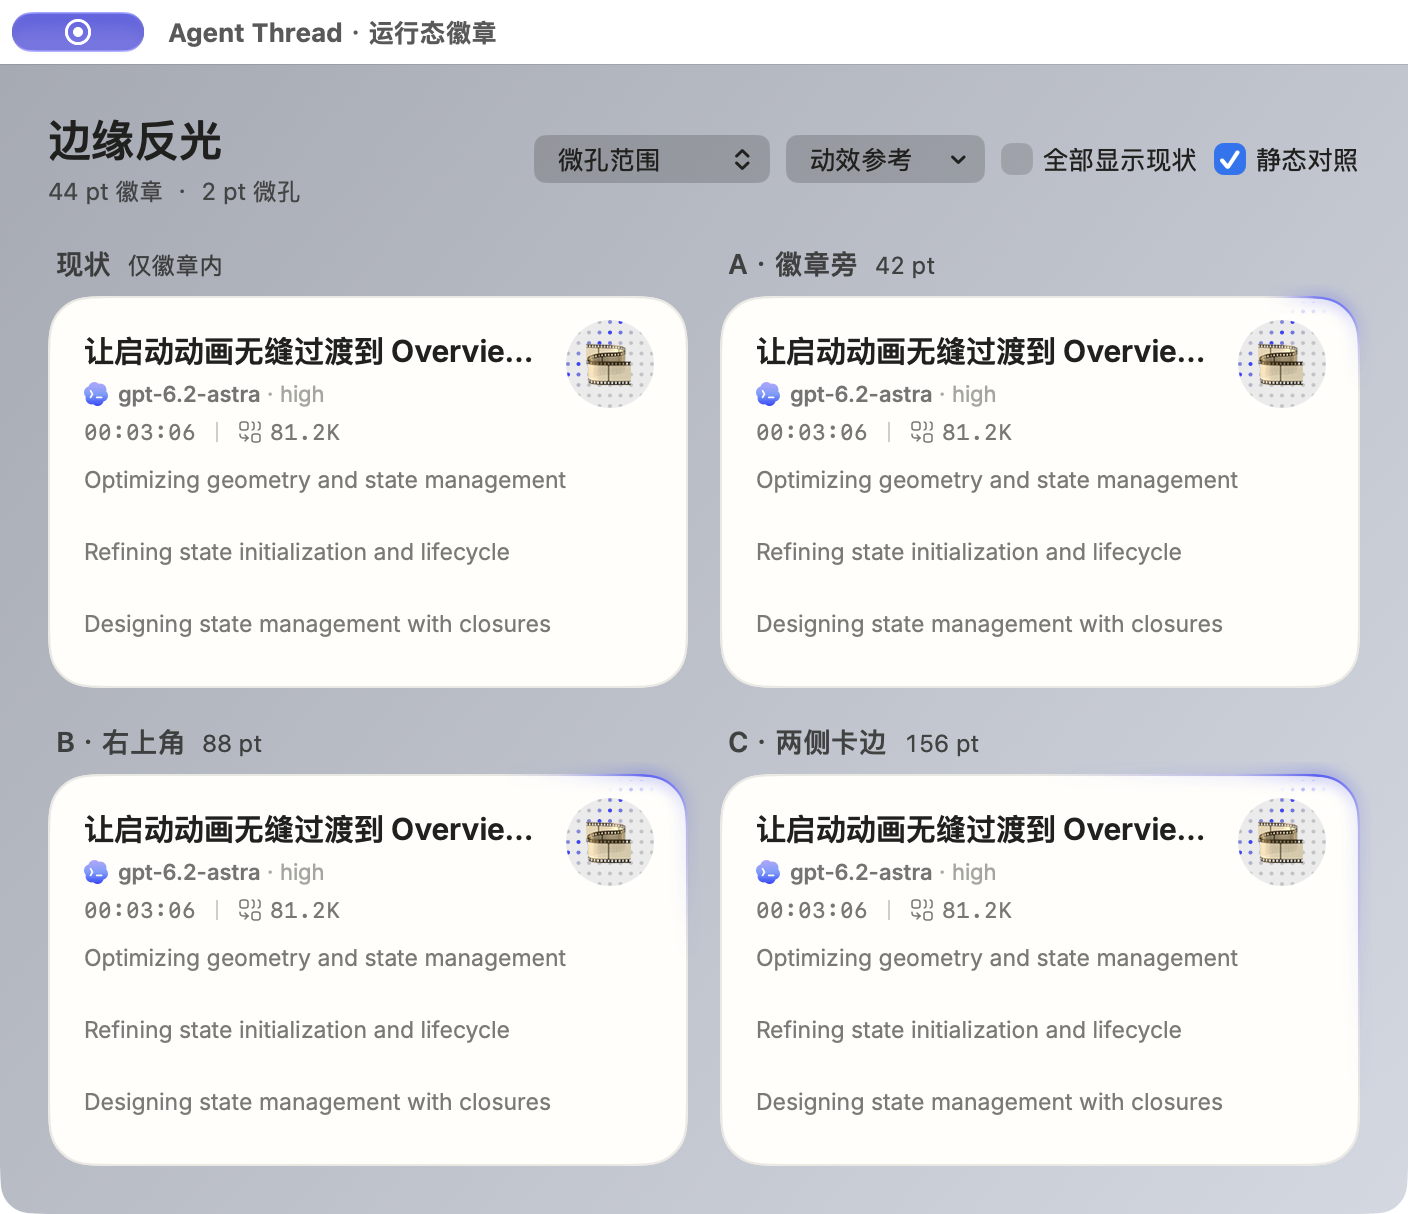 Agent Thread · 运行态徽章
边缘反光
44 pt 徽章 · 2 pt 微孔
微孔范围
动效参考
全部显示现状
静态对照
现状 仅徽章内
让启动动画无缝过渡到 Overvie...
gpt-6.2-astra · high
00:03:06 | 81.2K
Optimizing geometry and state management
Refining state initialization and lifecycle
Designing state management with closures
A · 徽章旁 42 pt
让启动动画无缝过渡到 Overvie...
gpt-6.2-astra · high
00:03:06 | 81.2K
Optimizing geometry and state management
Refining state initialization and lifecycle
Designing state management with closures
B · 右上角 88 pt
让启动动画无缝过渡到 Overvie...
gpt-6.2-astra · high
00:03:06 | 81.2K
Optimizing geometry and state management
Refining state initialization and lifecycle
Designing state management with closures
C · 两侧卡边 156 pt
让启动动画无缝过渡到 Overvie...
gpt-6.2-astra · high
00:03:06 | 81.2K
Optimizing geometry and state management
Refining state initialization and lifecycle
Designing state management with closures